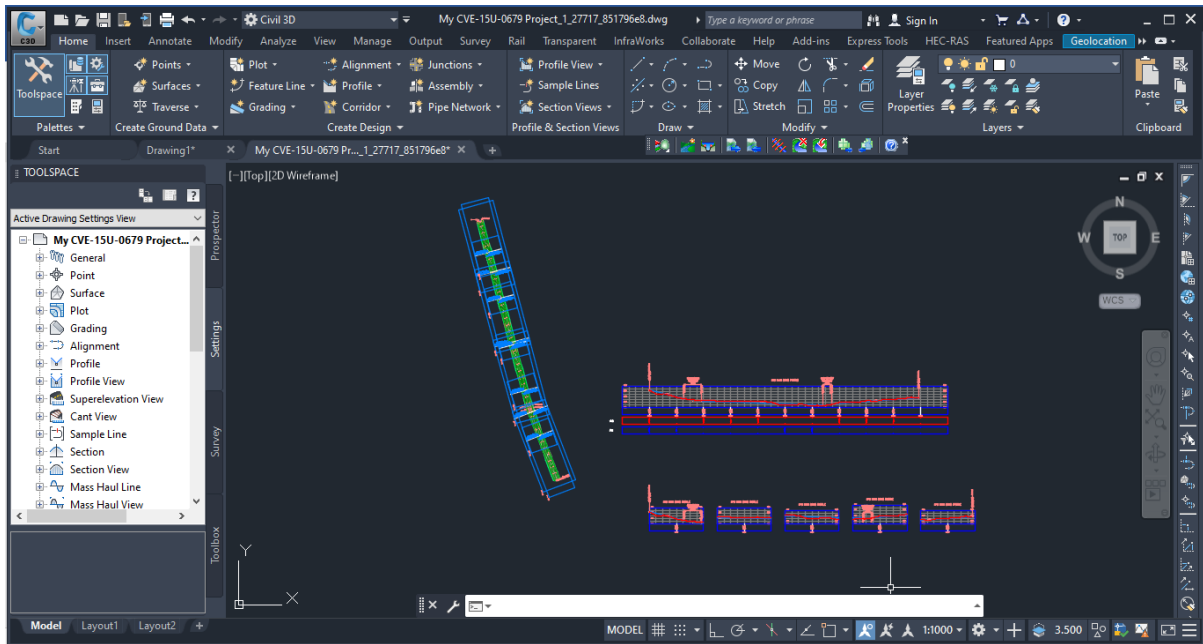 C3D
Civil 3D
My CVE-15U-0679 Project_1_27717_851796e8.dwg
Type a keyword or phrase
Sign In
Home Insert Annotate Modify Analyze View Manage Output Survey Rail Transparent InfraWorks Collaborate Help Add-ins Express Tools HEC-RAS Featured Apps Geolocation
Toolspace
Points
Surfaces
Traverse
Plot
Feature Line
Grading
Alignment
Profile
Corridor
Junctions
Assembly
Pipe Network
Profile View
Sample Lines
Section Views
Move
Copy
Stretch
Layer
Properties
0
Paste
Palettes Create Ground Data Create Design Profile & Section Views Draw Modify Layers Clipboard
Start Drawing1* My CVE-15U-0679 Pr..._1_27717_851796e8*
TOOLSPACE
Active Drawing Settings View
My CVE-15U-0679 Project...
General
Point
Surface
Plot
Grading
Alignment
Profile
Profile View
Superelevation View
Cant View
Sample Line
Section
Section View
Mass Haul Line
Mass Haul View
Prospector
Settings
Survey
Toolbox
[−][Top][2D Wireframe]
N
W TOP E
S
WCS
Y
X
Model Layout1 Layout2 +
MODEL 1:1000 3.500